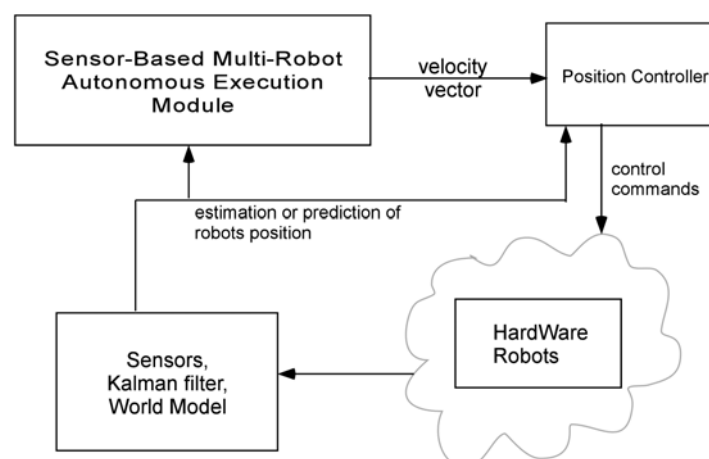 Sensor-Based Multi-Robot
Autonomous Execution
Module
velocity
vector
Position Controller
control
commands
estimation or prediction of
robots position
HardWare
Robots
Sensors,
Kalman filter,
World Model